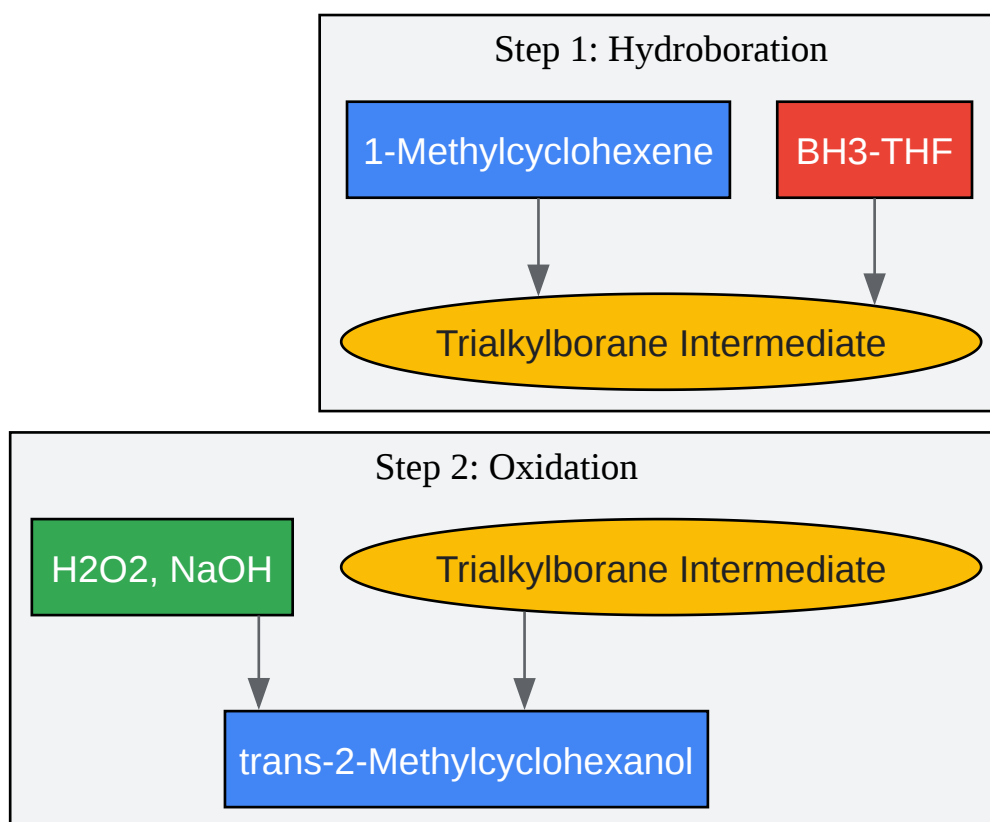 Step 1: Hydroboration
1-Methylcyclohexene
BH3-THF
Trialkylborane Intermediate
Step 2: Oxidation
H2O2, NaOH
Trialkylborane Intermediate
trans-2-Methylcyclohexanol